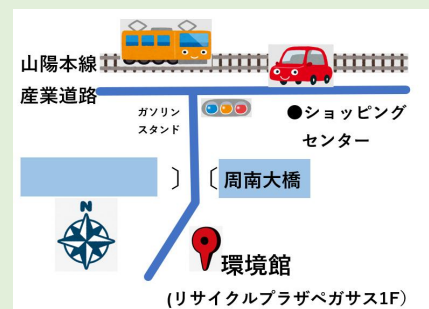 山陽本線
産業道路
ガソリン
スタンド
●ショッピング
センター
周南大橋
N
環境館
(リサイクルプラザペガサス1F)